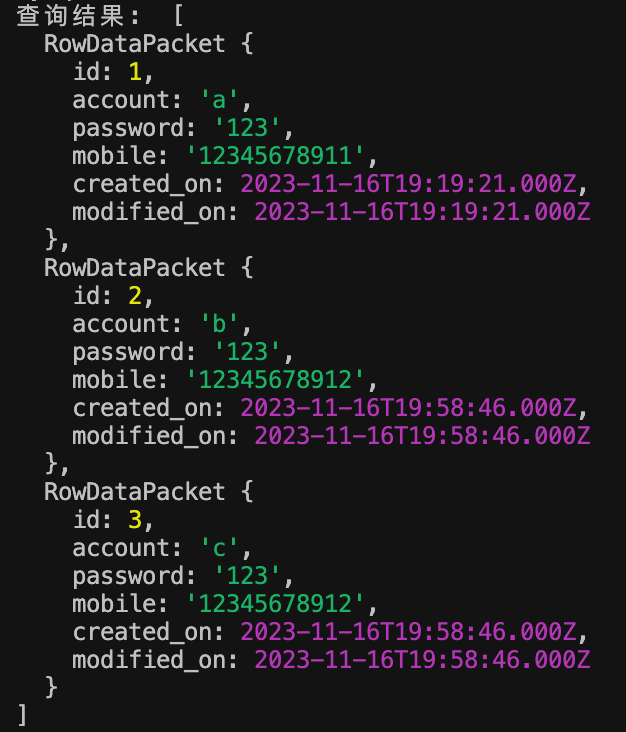 查询结果： [
  RowDataPacket {
    id: 1,
    account: 'a',
    password: '123',
    mobile: '12345678911',
    created_on: 2023-11-16T19:19:21.000Z,
    modified_on: 2023-11-16T19:19:21.000Z
  },
  RowDataPacket {
    id: 2,
    account: 'b',
    password: '123',
    mobile: '12345678912',
    created_on: 2023-11-16T19:58:46.000Z,
    modified_on: 2023-11-16T19:58:46.000Z
  },
  RowDataPacket {
    id: 3,
    account: 'c',
    password: '123',
    mobile: '12345678912',
    created_on: 2023-11-16T19:58:46.000Z,
    modified_on: 2023-11-16T19:58:46.000Z
  }
]